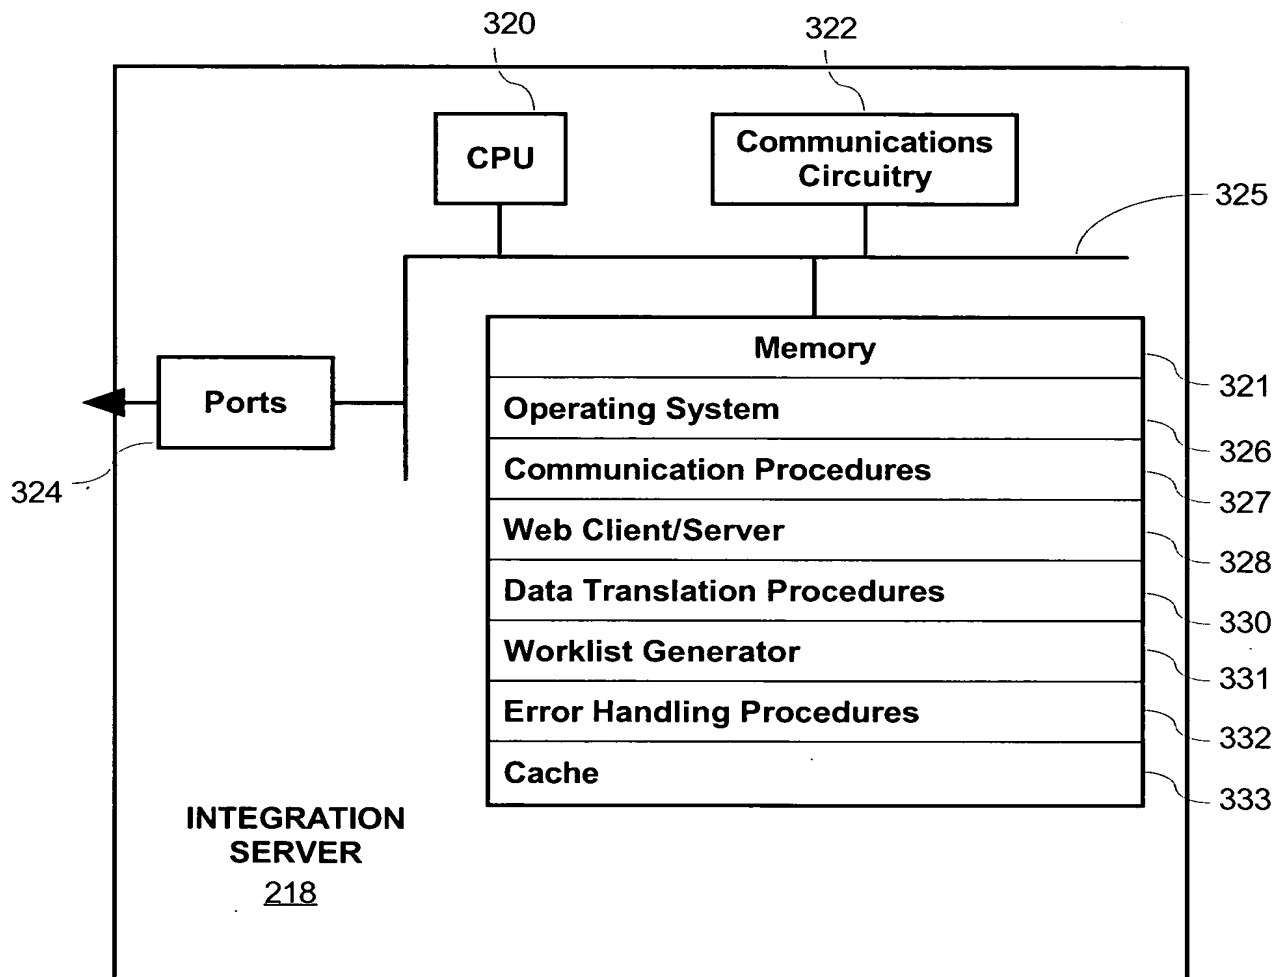 320
322
CPU
Communications
Circuitry
325
Memory
321
Ports
Operating System
326
324
Communication Procedures
327
Web Client/Server
328
Data Translation Procedures
330
Worklist Generator
331
Error Handling Procedures
332
Cache
333
INTEGRATION
SERVER
218